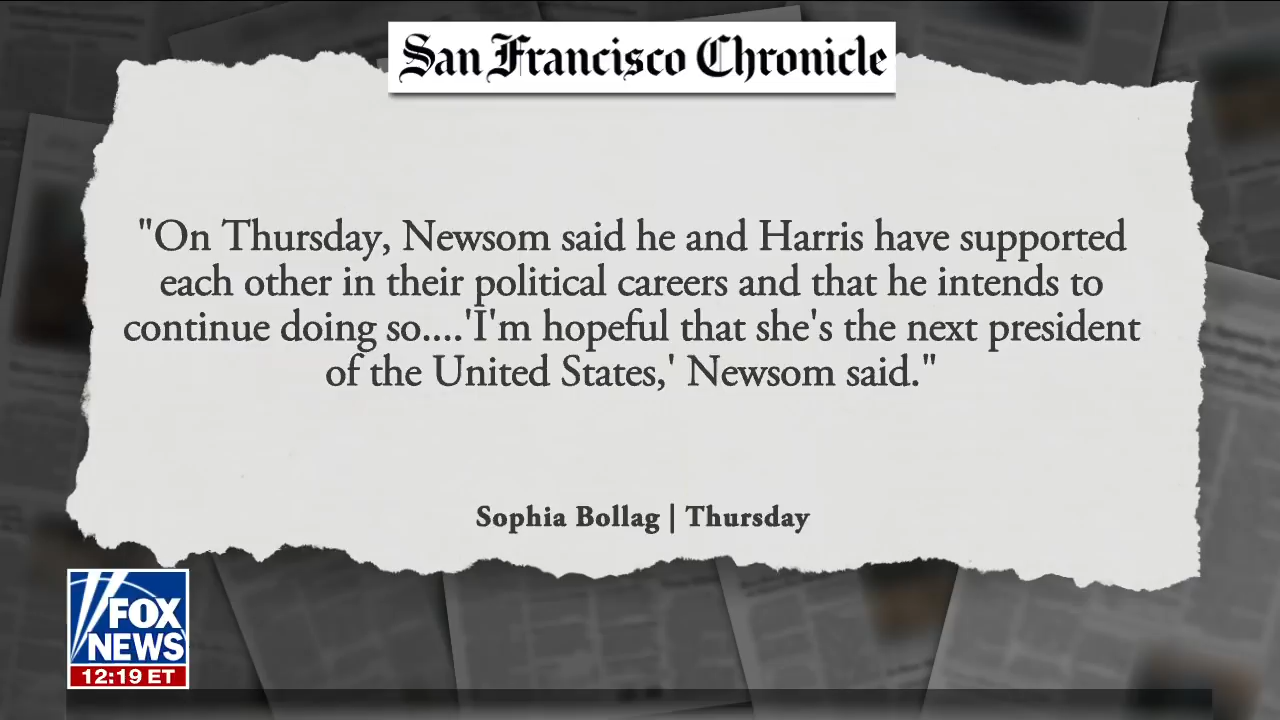 San Francisco Chronicle
"On Thursday, Newsom said he and Harris have supported
each other in their political careers and that he intends to
continue doing so....'I'm hopeful that she's the next president
of the United States,' Newsom said."
Sophia Bollag | Thursday
FOX
NEWS
12:19 ET